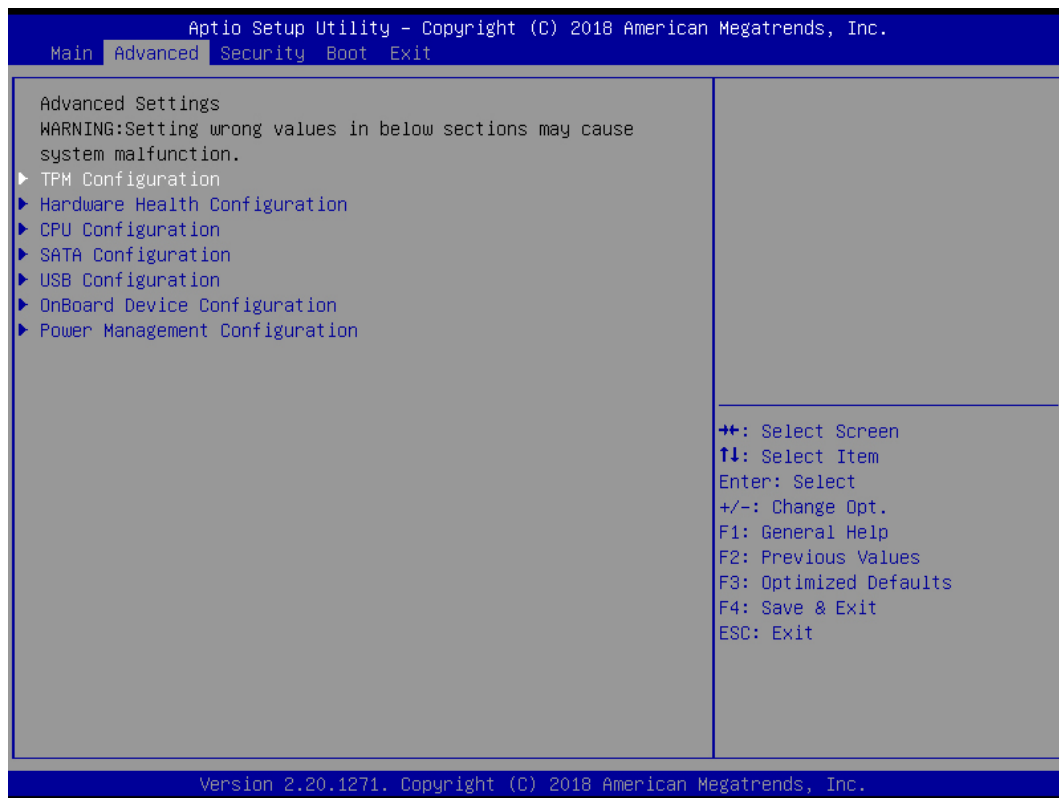 Aptio Setup Utility – Copyright (C) 2018 American Megatrends, Inc.
Main Advanced Security Boot Exit
Advanced Settings
WARNING:Setting wrong values in below sections may cause
system malfunction.
▶ TPM Configuration
▶ Hardware Health Configuration
▶ CPU Configuration
▶ SATA Configuration
▶ USB Configuration
▶ OnBoard Device Configuration
▶ Power Management Configuration
→←: Select Screen
↑↓: Select Item
Enter: Select
+/-: Change Opt.
F1: General Help
F2: Previous Values
F3: Optimized Defaults
F4: Save & Exit
ESC: Exit
Version 2.20.1271. Copyright (C) 2018 American Megatrends, Inc.